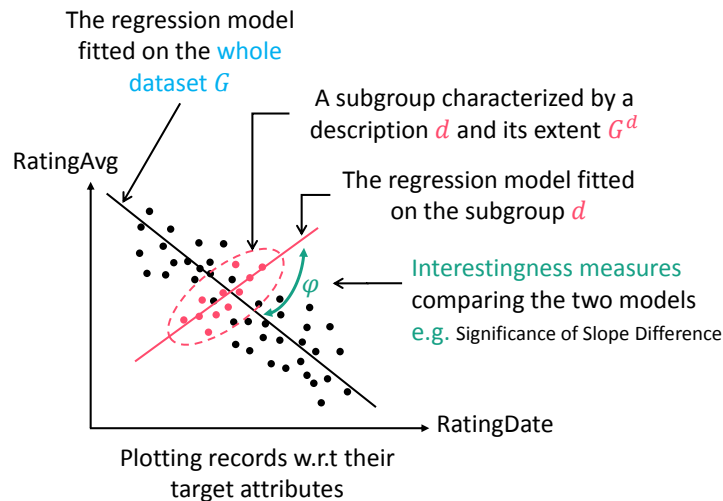 The regression model
fitted on the whole
dataset G
A subgroup characterized by a
description d and its extent G^d
RatingAvg
The regression model fitted
on the subgroup d
φ
Interestingness measures
comparing the two models
e.g. Significance of Slope Difference
RatingDate
Plotting records w.r.t their
target attributes